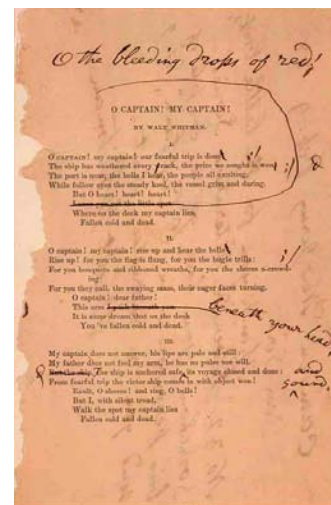 O the bleeding drops of red!
O CAPTAIN! MY CAPTAIN!
BY WALT WHITMAN.
I.
O CAPTAIN! my captain! our fearful trip is done;
The ship has weathered every rack, the prize we sought is won;
The port is near, the bells I hear, the people all exulting,
While follow eyes the steady keel, the vessel grim and daring.
But O heart! heart! heart!
Leave you not the little spot
Where on the deck my captain lies,
Fallen cold and dead.
II.
O captain! my captain! rise up and hear the bells;
Rise up! for you the flag is flung, for you the bugle trills:
For you bouquets and ribboned wreaths, for you the shores a-crowd-
ing:
For you they call, the swaying mass, their eager faces turning.
O captain! dear father!
This arm
beneath your head;
It is some dream that on the deck
You 've fallen cold and dead.
III.
My captain does not answer, his lips are pale and still;
My father does not feel my arm, he has no pulse nor will.
But the ship, the ship is anchored safe, its voyage closed and done: and
sound,
From fearful trip the victor ship comes in with object won!
Exult, O shores! and ring, O bells!
But I, with silent tread,
Walk the spot my captain lies
Fallen cold and dead.